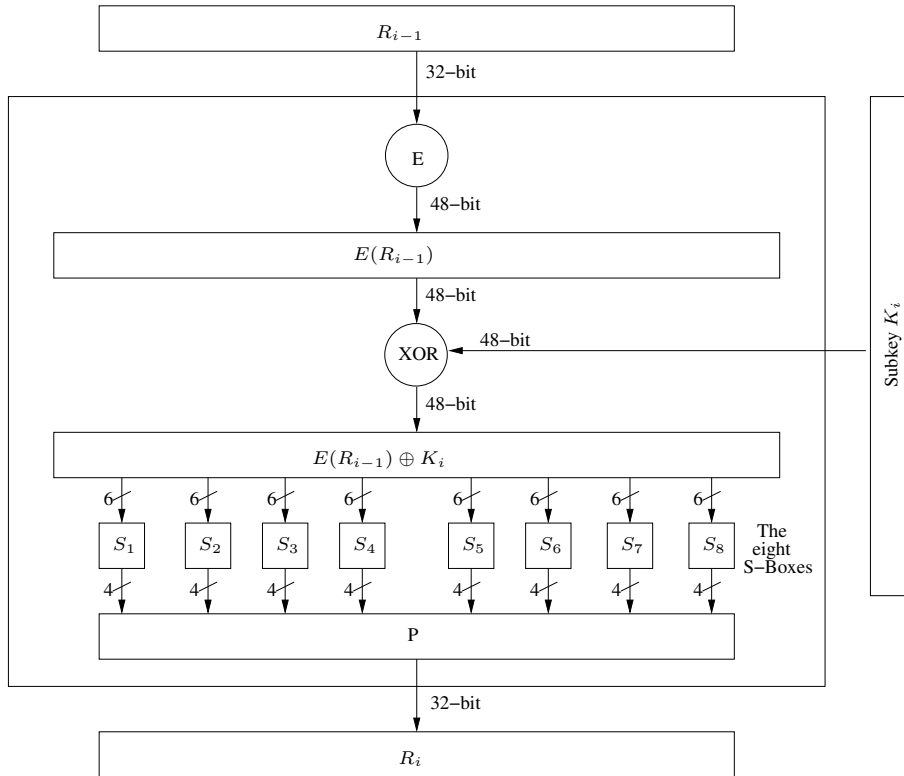 R_{i−1}
32−bit
E
48−bit
E(R_{i−1})
48−bit
XOR
48−bit
Subkey K_i
48−bit
E(R_{i−1}) ⊕ K_i
6 6 6 6 6 6 6 6
S_1 S_2 S_3 S_4 S_5 S_6 S_7 S_8
The
eight
S−Boxes
4 4 4 4 4 4 4 4
P
32−bit
R_i